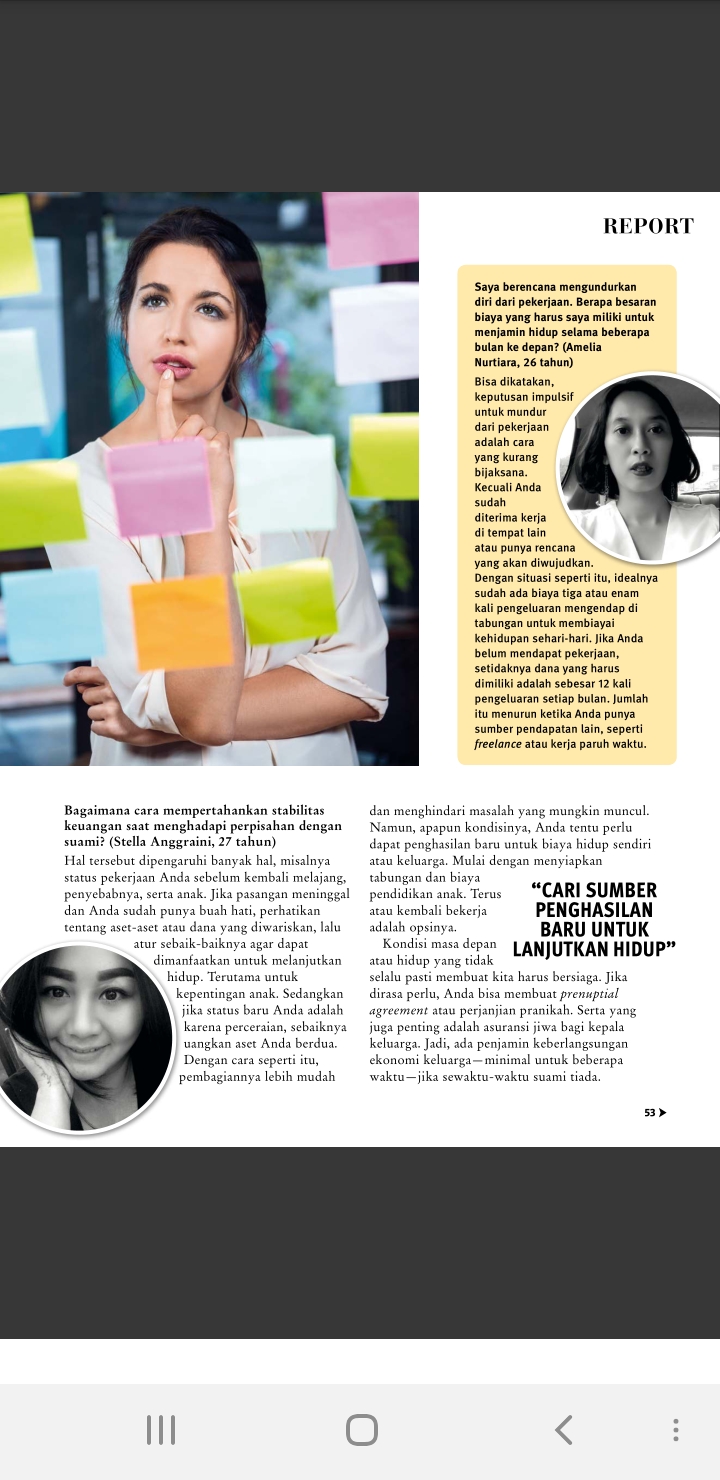 REPORT
Saya berencana mengundurkan
diri dari pekerjaan. Berapa besaran
biaya yang harus saya miliki untuk
menjamin hidup selama beberapa
bulan ke depan? (Amelia
Nurtiara, 26 tahun)
Bisa dikatakan,
keputusan impulsif
untuk mundur
dari pekerjaan
adalah cara
yang kurang
bijaksana.
Kecuali Anda
sudah
diterima kerja
di tempat lain
atau punya rencana
yang akan diwujudkan.
Dengan situasi seperti itu, idealnya
sudah ada biaya tiga atau enam
kali pengeluaran mengendap di
tabungan untuk membiayai
kehidupan sehari-hari. Jika Anda
belum mendapat pekerjaan,
setidaknya dana yang harus
dimiliki adalah sebesar 12 kali
pengeluaran setiap bulan. Jumlah
itu menurun ketika Anda punya
sumber pendapatan lain, seperti
freelance atau kerja paruh waktu.
Bagaimana cara mempertahankan stabilitas
keuangan saat menghadapi perpisahan dengan
suami? (Stella Anggraini, 27 tahun)
Hal tersebut dipengaruhi banyak hal, misalnya
status pekerjaan Anda sebelum kembali melajang,
penyebabnya, serta anak. Jika pasangan meninggal
dan Anda sudah punya buah hati, perhatikan
tentang aset-aset atau dana yang diwariskan, lalu
atur sebaik-baiknya agar dapat
dimanfaatkan untuk melanjutkan
hidup. Terutama untuk
kepentingan anak. Sedangkan
jika status baru Anda adalah
karena perceraian, sebaiknya
uangkan aset Anda berdua.
Dengan cara seperti itu,
pembagiannya lebih mudah
dan menghindari masalah yang mungkin muncul.
Namun, apapun kondisinya, Anda tentu perlu
dapat penghasilan baru untuk biaya hidup sendiri
atau keluarga. Mulai dengan menyiapkan
tabungan dan biaya
pendidikan anak. Terus
atau kembali bekerja
adalah opsinya.
Kondisi masa depan
atau hidup yang tidak
selalu pasti membuat kita harus bersiaga. Jika
dirasa perlu, Anda bisa membuat prenuptial
agreement atau perjanjian pranikah. Serta yang
juga penting adalah asuransi jiwa bagi kepala
keluarga. Jadi, ada penjamin keberlangsungan
ekonomi keluarga—minimal untuk beberapa
waktu—jika sewaktu-waktu suami tiada.
“CARI SUMBER
PENGHASILAN
BARU UNTUK
LANJUTKAN HIDUP”
53